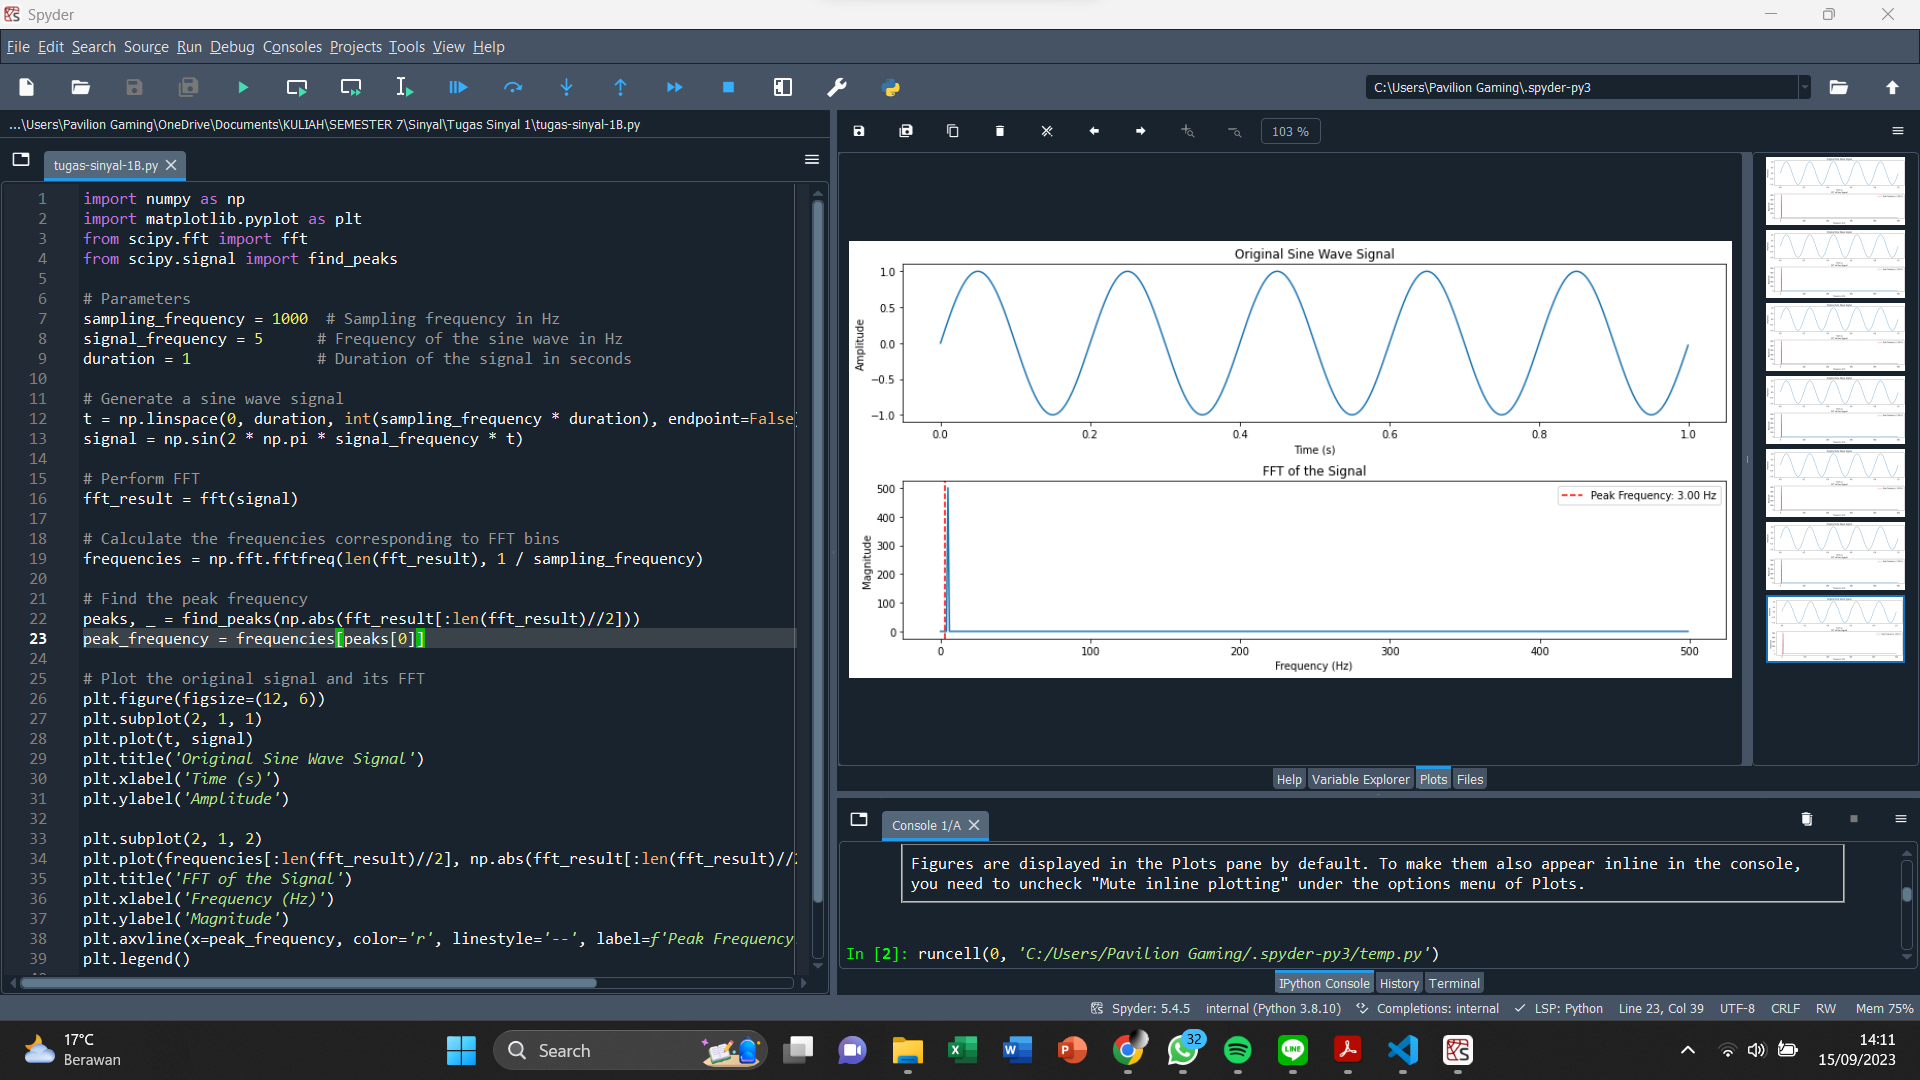 Spyder
File Edit Search Source Run Debug Consoles Projects Tools View Help
C:\Users\Pavilion Gaming\.spyder-py3
...\Users\Pavilion Gaming\OneDrive\Documents\KULIAH\SEMESTER 7\Sinyal\Tugas Sinyal 1\tugas-sinyal-1B.py
tugas-sinyal-1B.py
1 import numpy as np
2 import matplotlib.pyplot as plt
3 from scipy.fft import fft
4 from scipy.signal import find_peaks
5
6 # Parameters
7 sampling_frequency = 1000  # Sampling frequency in Hz
8 signal_frequency = 5      # Frequency of the sine wave in Hz
9 duration = 1              # Duration of the signal in seconds
10
11 # Generate a sine wave signal
12 t = np.linspace(0, duration, int(sampling_frequency * duration), endpoint=False)
13 signal = np.sin(2 * np.pi * signal_frequency * t)
14
15 # Perform FFT
16 fft_result = fft(signal)
17
18 # Calculate the frequencies corresponding to FFT bins
19 frequencies = np.fft.fftfreq(len(fft_result), 1 / sampling_frequency)
20
21 # Find the peak frequency
22 peaks, _ = find_peaks(np.abs(fft_result[:len(fft_result)//2]))
23 peak_frequency = frequencies[peaks[0]]
24
25 # Plot the original signal and its FFT
26 plt.figure(figsize=(12, 6))
27 plt.subplot(2, 1, 1)
28 plt.plot(t, signal)
29 plt.title('Original Sine Wave Signal')
30 plt.xlabel('Time (s)')
31 plt.ylabel('Amplitude')
32
33 plt.subplot(2, 1, 2)
34 plt.plot(frequencies[:len(fft_result)//2], np.abs(fft_result[:len(fft_result)//
35 plt.title('FFT of the Signal')
36 plt.xlabel('Frequency (Hz)')
37 plt.ylabel('Magnitude')
38 plt.axvline(x=peak_frequency, color='r', linestyle='--', label=f'Peak Frequency
39 plt.legend()
103 %
Original Sine Wave Signal
1.0
0.5
0.0
−0.5
−1.0
Amplitude
0.0 0.2 0.4 0.6 0.8 1.0
Time (s)
FFT of the Signal
Peak Frequency: 3.00 Hz
500
400
300
200
100
0
Magnitude
0 100 200 300 400 500
Frequency (Hz)
Help Variable Explorer Plots Files
Console 1/A
Figures are displayed in the Plots pane by default. To make them also appear inline in the console,
you need to uncheck "Mute inline plotting" under the options menu of Plots.
In [2]: runcell(0, 'C:/Users/Pavilion Gaming/.spyder-py3/temp.py')
IPython Console History Terminal
Spyder: 5.4.5 internal (Python 3.8.10) Completions: internal LSP: Python Line 23, Col 39 UTF-8 CRLF RW Mem 75%
17°C
Berawan
Search
32
14:11
15/09/2023